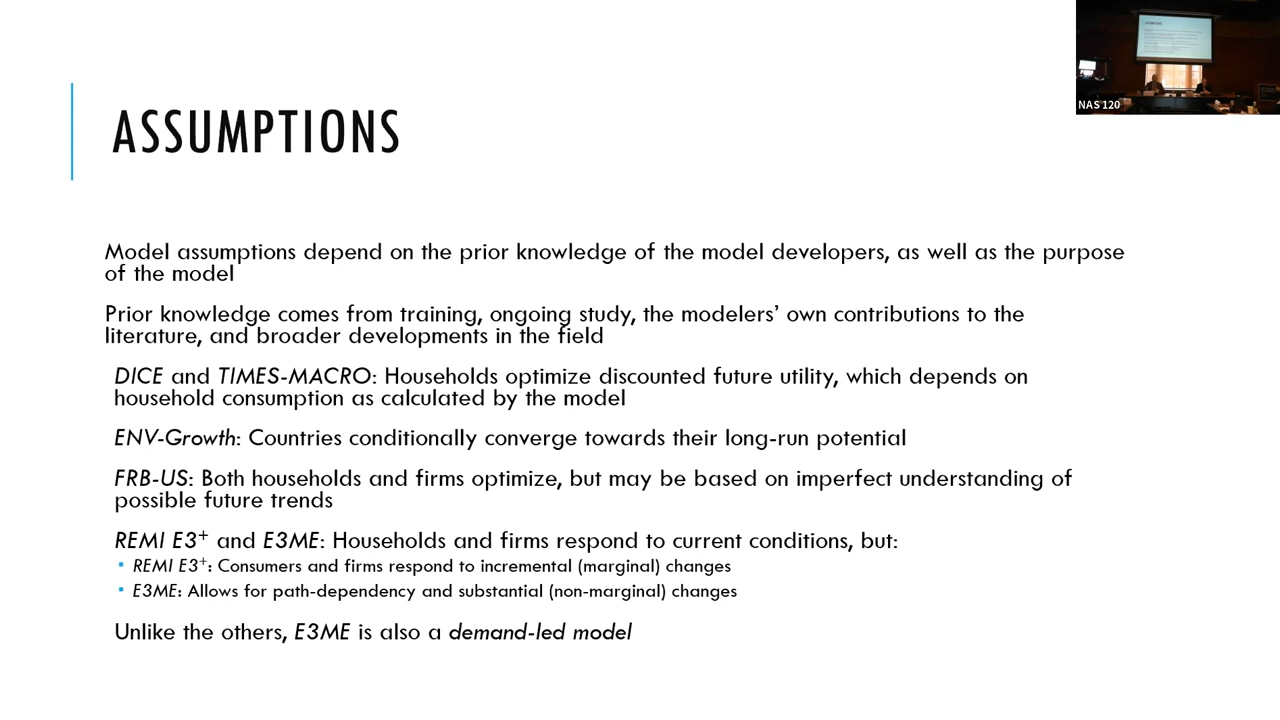 NAS 120
ASSUMPTIONS
Model assumptions depend on the prior knowledge of the model developers, as well as the purpose
of the model
Prior knowledge comes from training, ongoing study, the modelers’ own contributions to the
literature, and broader developments in the field
DICE and TIMES-MACRO: Households optimize discounted future utility, which depends on
household consumption as calculated by the model
ENV-Growth: Countries conditionally converge towards their long-run potential
FRB-US: Both households and firms optimize, but may be based on imperfect understanding of
possible future trends
REMI E3⁺ and E3ME: Households and firms respond to current conditions, but:
▪ REMI E3⁺: Consumers and firms respond to incremental (marginal) changes
▪ E3ME: Allows for path-dependency and substantial (non-marginal) changes
Unlike the others, E3ME is also a demand-led model